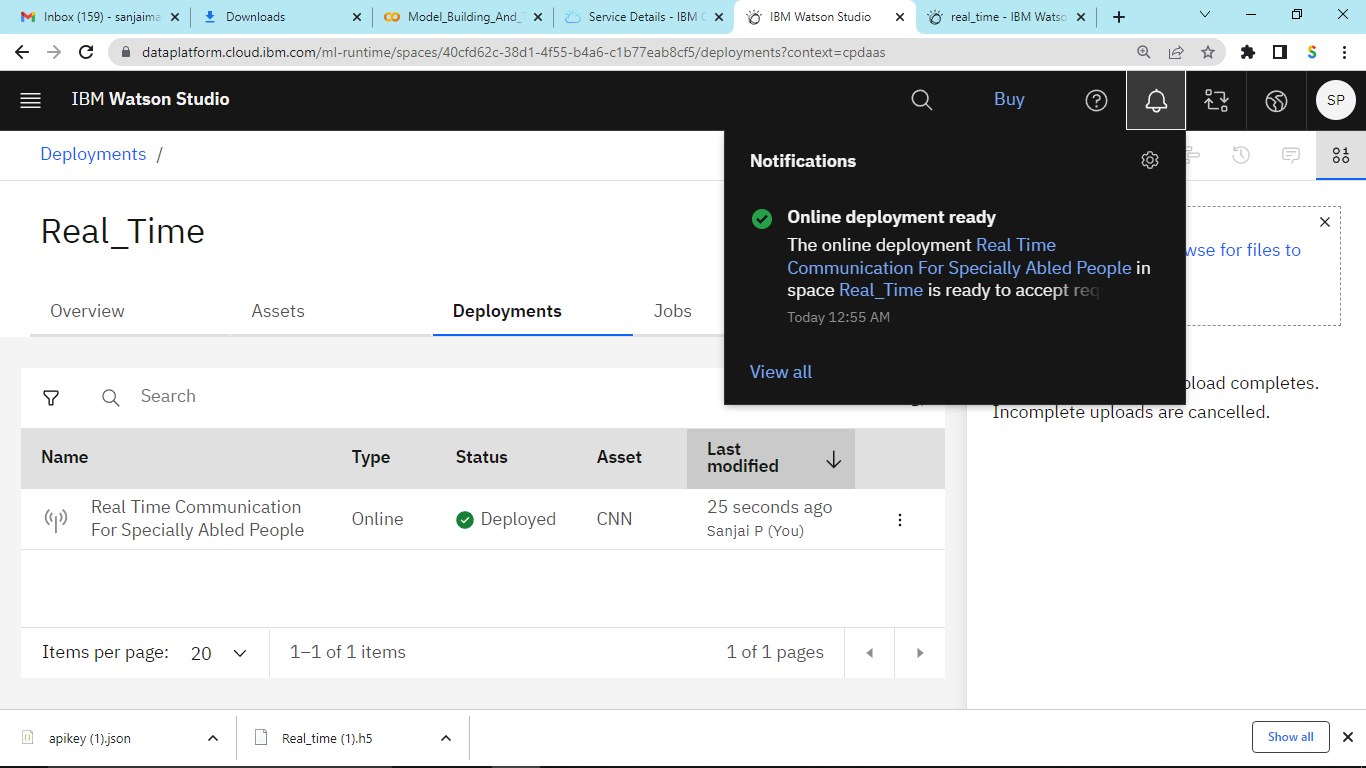 Inbox (159) - sanjaima
Downloads
Model_Building_And_
Service Details - IBM C
IBM Watson Studio
real_time - IBM Watso
dataplatform.cloud.ibm.com/ml-runtime/spaces/40cfd62c-38d1-4f55-b4a6-c1b77eab8cf5/deployments?context=cpdaas
S
IBM Watson Studio
Buy
SP
Deployments /
Notifications
Online deployment ready
The online deployment Real Time
Communication For Specially Abled People in
space Real_Time is ready to accept req
Today 12:55 AM
View all
Real_Time
wse for files to
Overview
Assets
Deployments
Jobs
pload completes.
Incomplete uploads are cancelled.
Search
Name Type Status Asset Last
modified
Real Time Communication
For Specially Abled People
Online
Deployed
CNN
25 seconds ago
Sanjai P (You)
Items per page: 20
1–1 of 1 items
1 of 1 pages
apikey (1).json
Real_time (1).h5
Show all